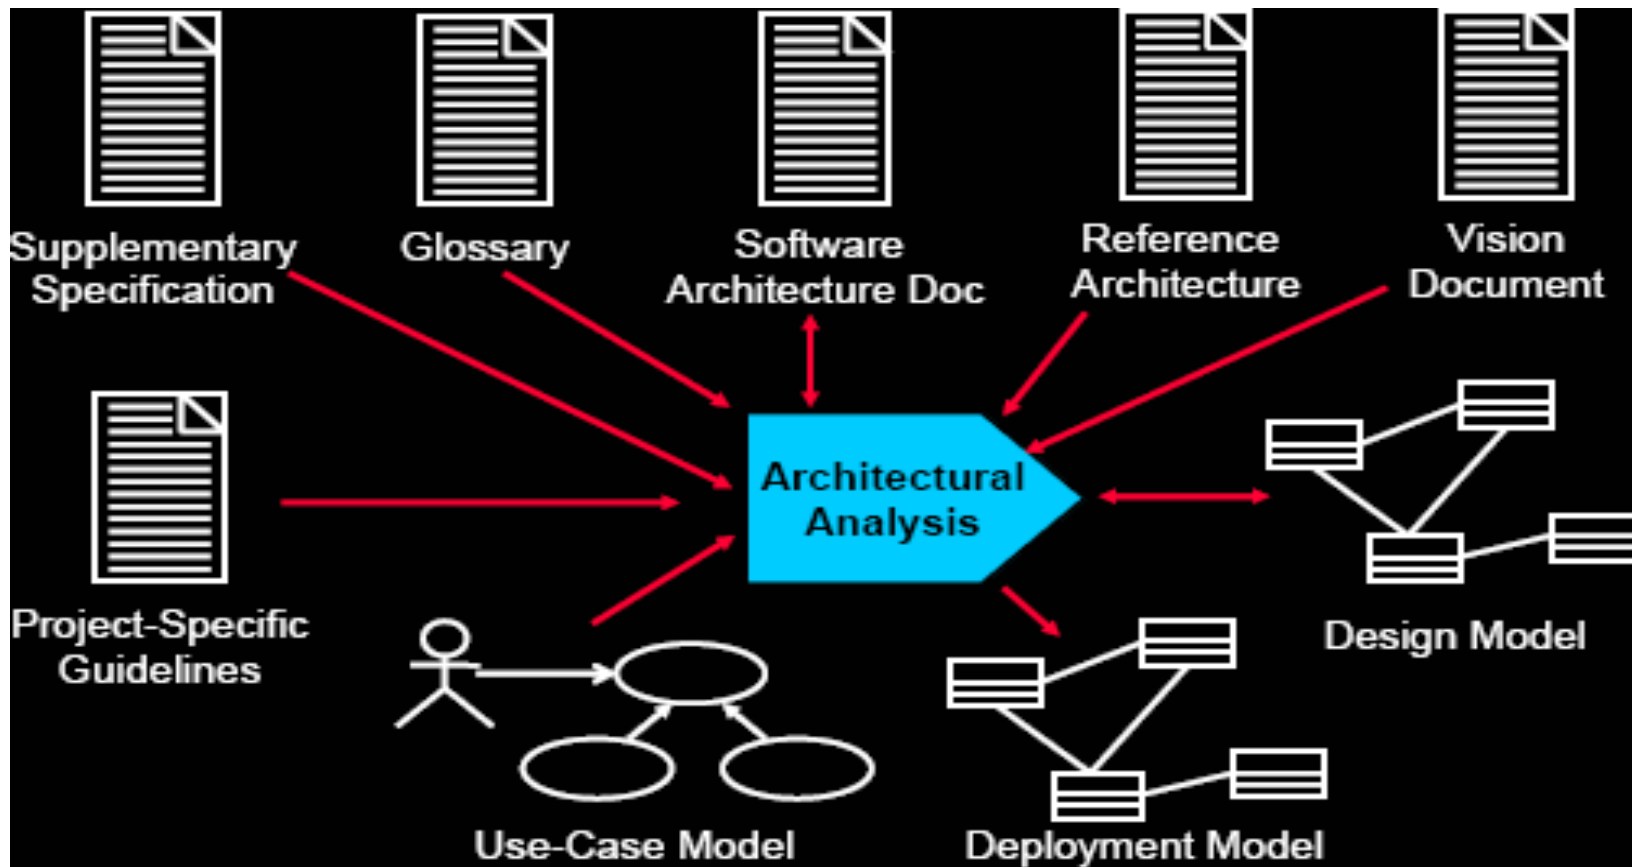 Supplementary
Specification
Glossary
Software
Architecture Doc
Reference
Architecture
Vision
Document
Architectural
Analysis
Project-Specific
Guidelines
Design Model
Use-Case Model
Deployment Model